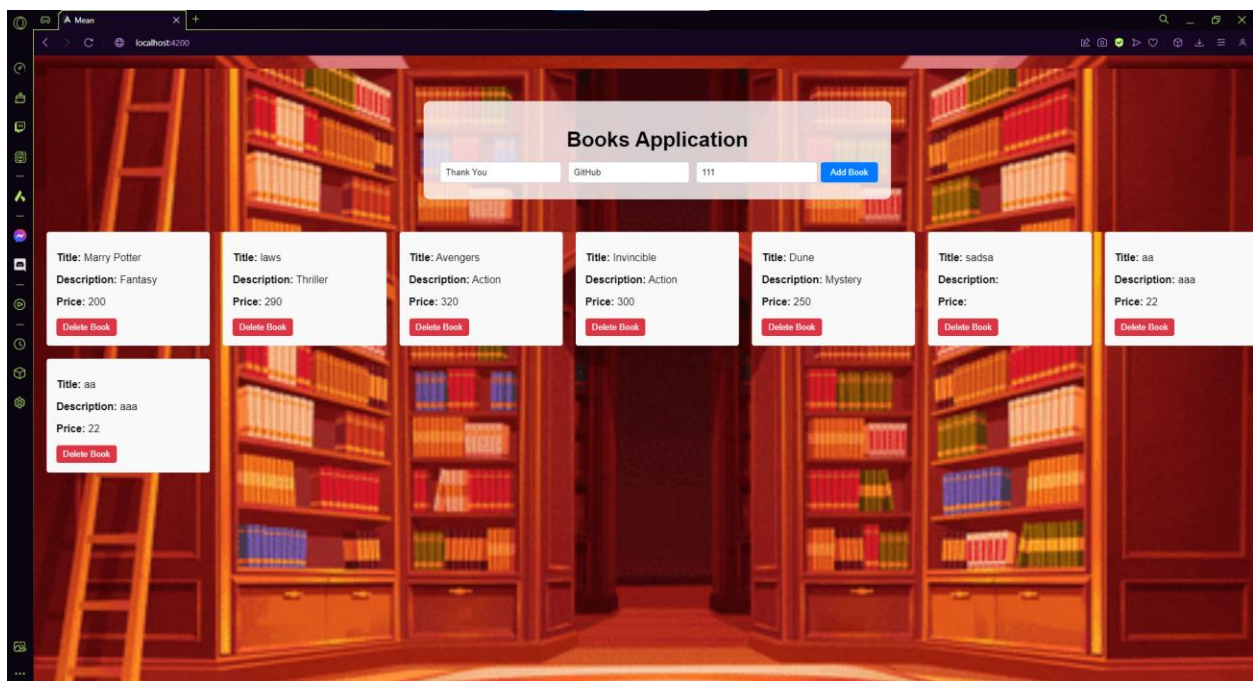 Mean
localhost:4200
Books Application
Thank You GitHub 111 Add Book
Title: Marry Potter
Description: Fantasy
Price: 200
Delete Book
Title: laws
Description: Thriller
Price: 290
Delete Book
Title: Avengers
Description: Action
Price: 320
Delete Book
Title: Invincible
Description: Action
Price: 300
Delete Book
Title: Dune
Description: Mystery
Price: 250
Delete Book
Title: sadsa
Description:
Price:
Delete Book
Title: aa
Description: aaa
Price: 22
Delete Book
Title: aa
Description: aaa
Price: 22
Delete Book